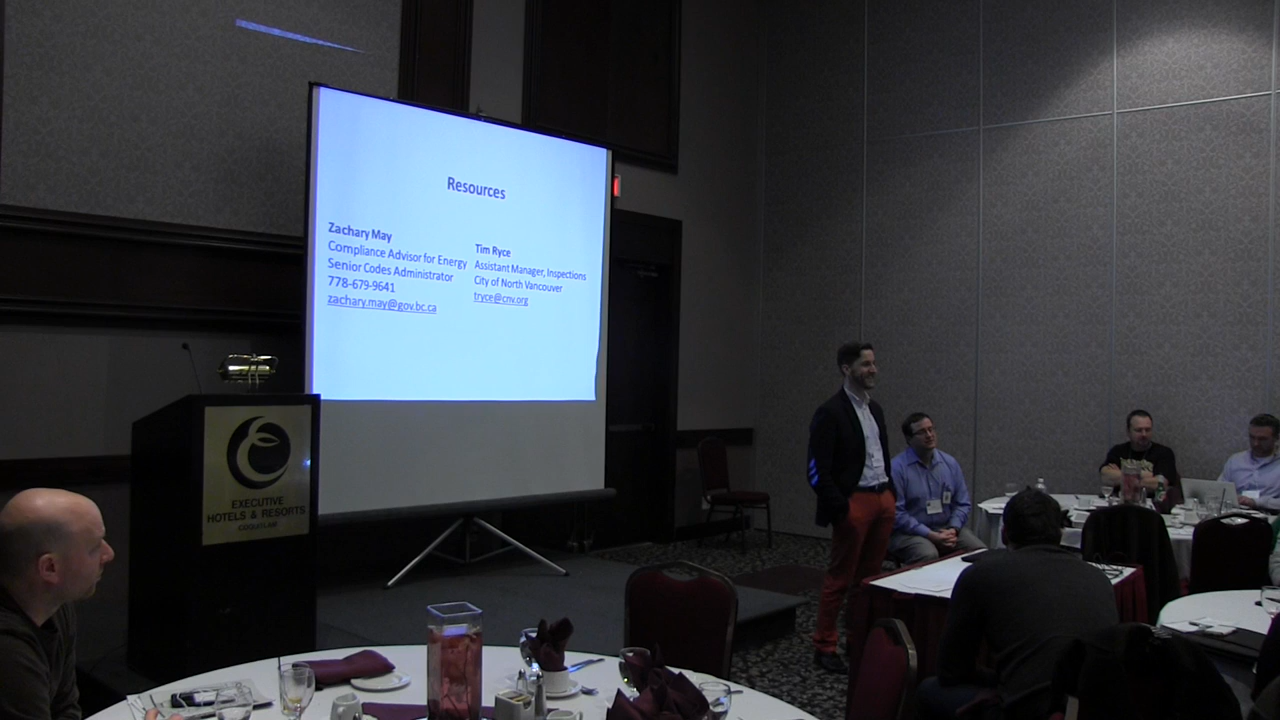 Resources
Zachary May
Compliance Advisor for Energy
Senior Codes Administrator
778-679-9641
zachary.may@gov.bc.ca
Tim Ryce
Assistant Manager, Inspections
City of North Vancouver
tryce@cnv.org
EXECUTIVE
HOTELS & RESORTS
COQUITLAM